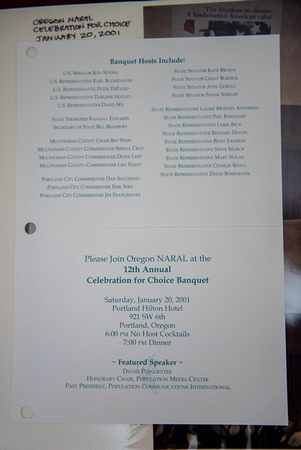 OREGON NARAL
CELEBRATION FOR CHOICE
JANUARY 20, 2001
Freedom to choose:
A fundamental American value
Banquet Hosts Include:
U.S. Senator Ron Wyden
U.S. Representative Earl Blumenauer
U.S. Representative Peter DeFazio
U.S. Representative Darlene Hooley
U.S. Representative David Wu
State Treasurer Randall Edwards
Secretary of State Bill Bradbury
Multnomah County Chair Bev Stein
Multnomah County Commissioner Serena Cruz
Multnomah County Commissioner Diane Linn
Multnomah County Commissioner Lisa Naito
Portland City Commissioner Dan Saltzman
Portland City Commissioner Erik Sten
Portland City Commissioner Jim Francesconi
State Senator Kate Brown
State Senator Ginny Burdick
State Senator Avel Gordly
State Senator Frank Shields
State Representative Laurie Monnes Anderson
State Representative Phil Barnhart
State Representative Chris Beck
State Representative Richard Devlin
State Representative Betsy Johnson
State Representative Steve March
State Representative Mary Nolan
State Representative Charlie Ringo
State Representative Diane Rosenbaum
Please Join Oregon NARAL at the
12th Annual
Celebration for Choice Banquet
Saturday, January 20, 2001
Portland Hilton Hotel
921 SW 6th
Portland, Oregon
6:00 PM No Host Cocktails
7:00 PM Dinner
~ Featured Speaker ~
David Poindexter
Honorary Chair, Population Media Center
Past President, Population Communications International